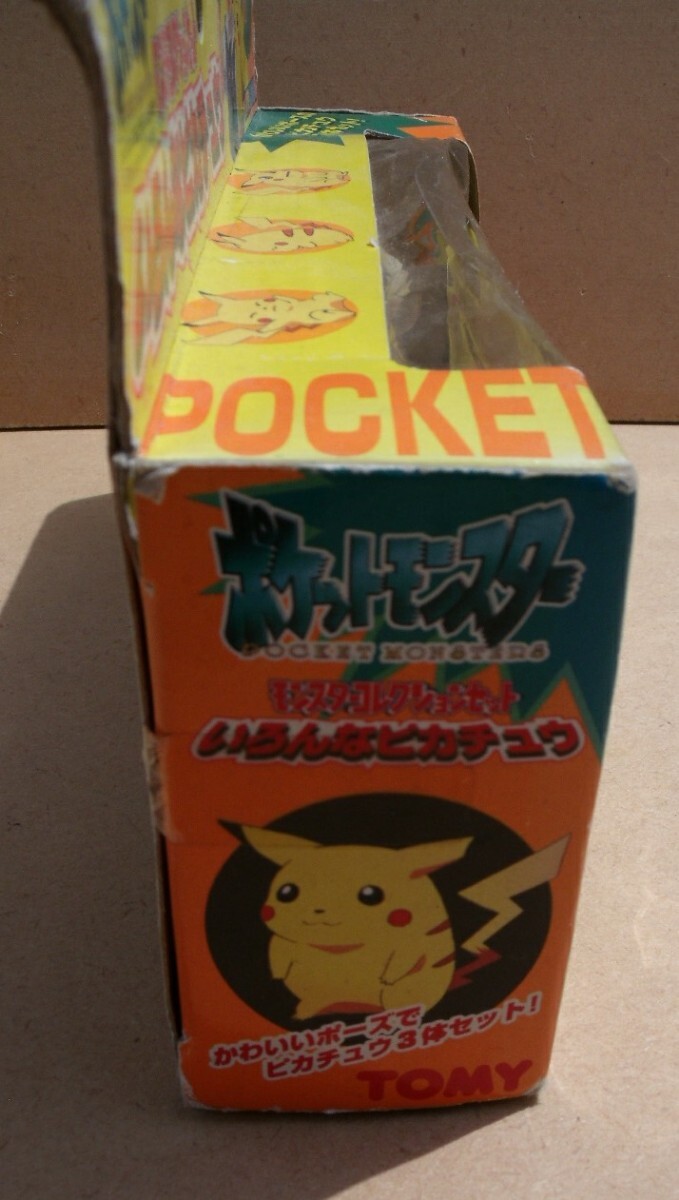 POCKET
ポケットモンスター
POCKET MONSTERS
モンスターコレクションセット
いろんなピカチュウ
かわいいポーズで
ピカチュウ3体セット!
TOMY